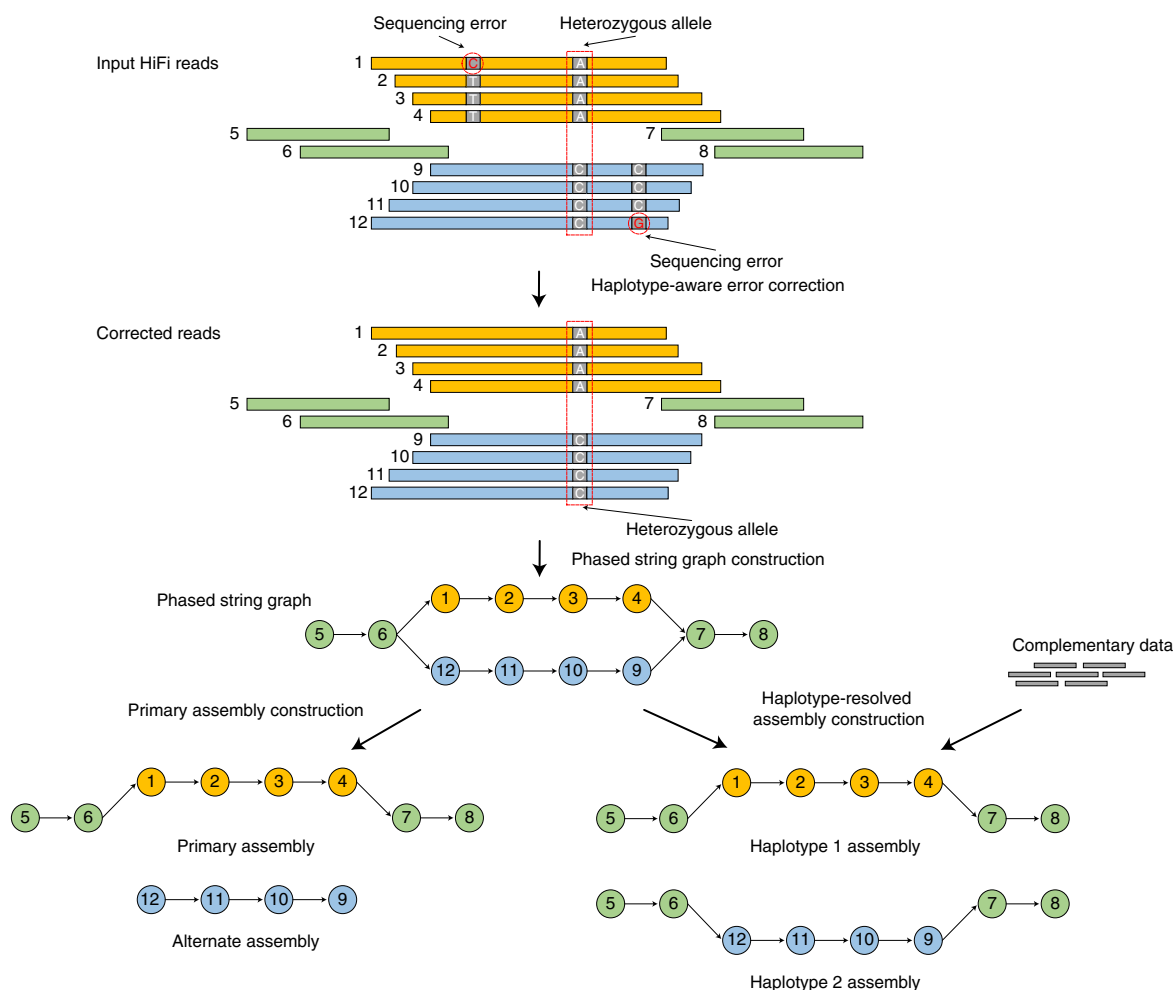 Sequencing error
Heterozygous allele
Input HiFi reads
1 C A
2 T A
3 T A
4 T A
5 7
6 8
9 C C
10 C C
11 C C
12 C G
Sequencing error
Haplotype-aware error correction
Corrected reads
1 A
2 A
3 A
4 A
5 7
6 8
9 C
10 C
11 C
12 C
Heterozygous allele
Phased string graph construction
Phased string graph
1 2 3 4
5 6 7 8
12 11 10 9
Complementary data
Primary assembly construction
Haplotype-resolved
assembly construction
1 2 3 4
5 6 7 8
Primary assembly
12 11 10 9
Alternate assembly
1 2 3 4
5 6 7 8
Haplotype 1 assembly
5 6 7 8
12 11 10 9
Haplotype 2 assembly